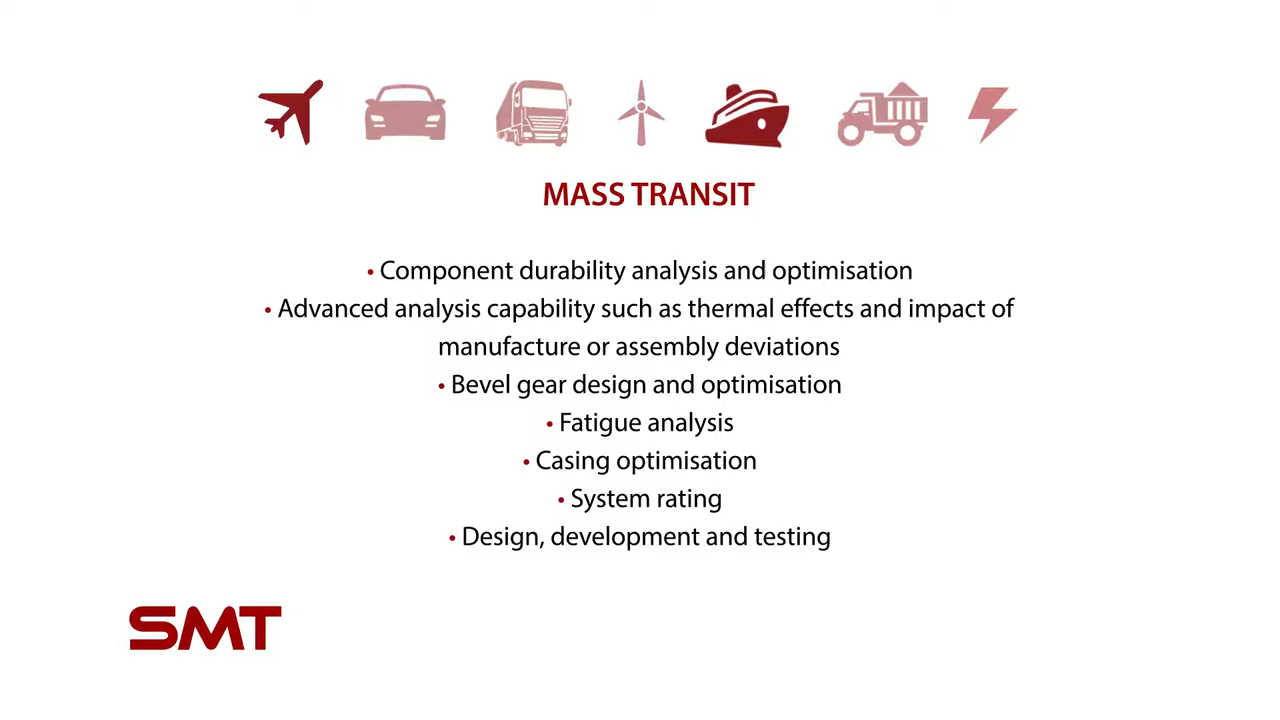 MASS TRANSIT
• Component durability analysis and optimisation
• Advanced analysis capability such as thermal effects and impact of
manufacture or assembly deviations
• Bevel gear design and optimisation
• Fatigue analysis
• Casing optimisation
• System rating
• Design, development and testing
SMT